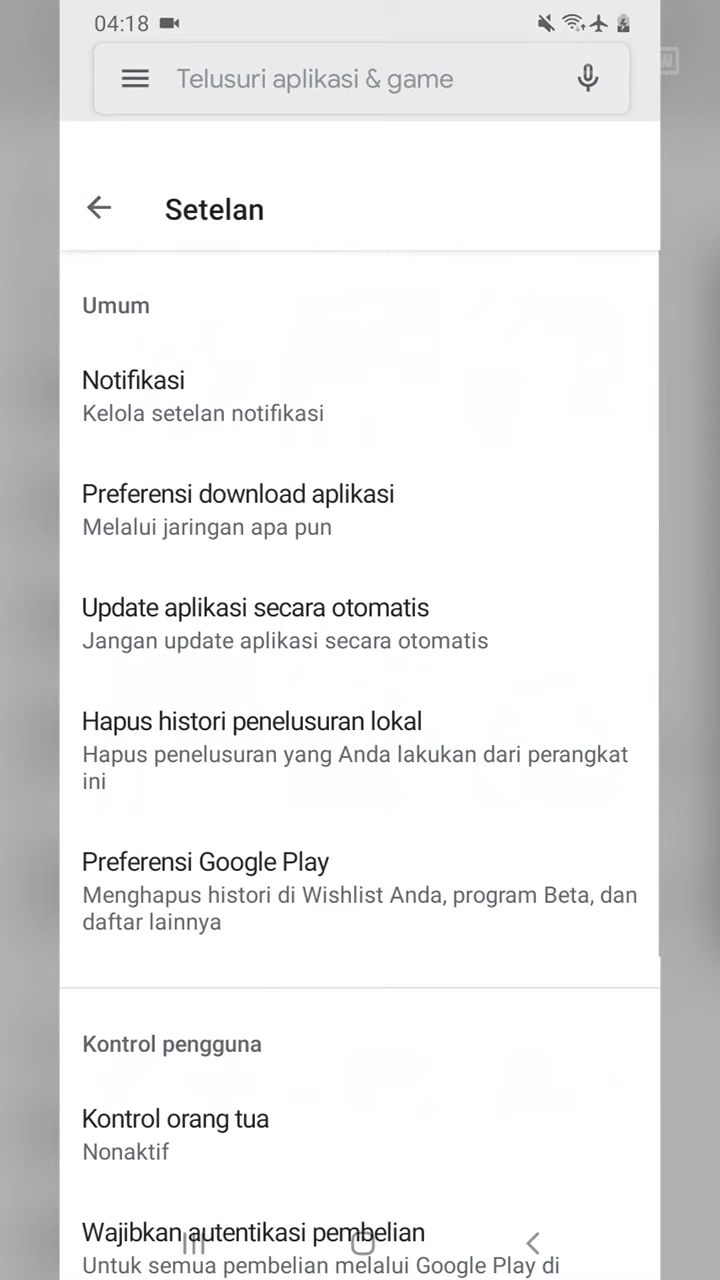 04:18
Telusuri aplikasi & game
Setelan
Umum
Notifikasi
Kelola setelan notifikasi
Preferensi download aplikasi
Melalui jaringan apa pun
Update aplikasi secara otomatis
Jangan update aplikasi secara otomatis
Hapus histori penelusuran lokal
Hapus penelusuran yang Anda lakukan dari perangkat
ini
Preferensi Google Play
Menghapus histori di Wishlist Anda, program Beta, dan
daftar lainnya
Kontrol pengguna
Kontrol orang tua
Nonaktif
Wajibkan autentikasi pembelian
Untuk semua pembelian melalui Google Play di